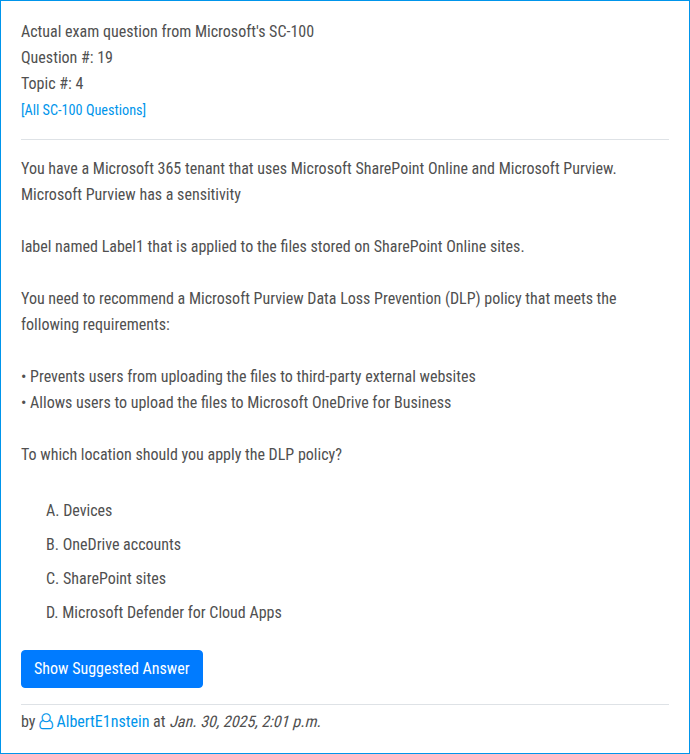 Actual exam question from Microsoft's SC-100
Question #: 19
Topic #: 4
[All SC-100 Questions]
You have a Microsoft 365 tenant that uses Microsoft SharePoint Online and Microsoft Purview.
Microsoft Purview has a sensitivity
label named Label1 that is applied to the files stored on SharePoint Online sites.
You need to recommend a Microsoft Purview Data Loss Prevention (DLP) policy that meets the
following requirements:
• Prevents users from uploading the files to third-party external websites
• Allows users to upload the files to Microsoft OneDrive for Business
To which location should you apply the DLP policy?
A. Devices
B. OneDrive accounts
C. SharePoint sites
D. Microsoft Defender for Cloud Apps
Show Suggested Answer
by AlbertE1nstein at Jan. 30, 2025, 2:01 p.m.